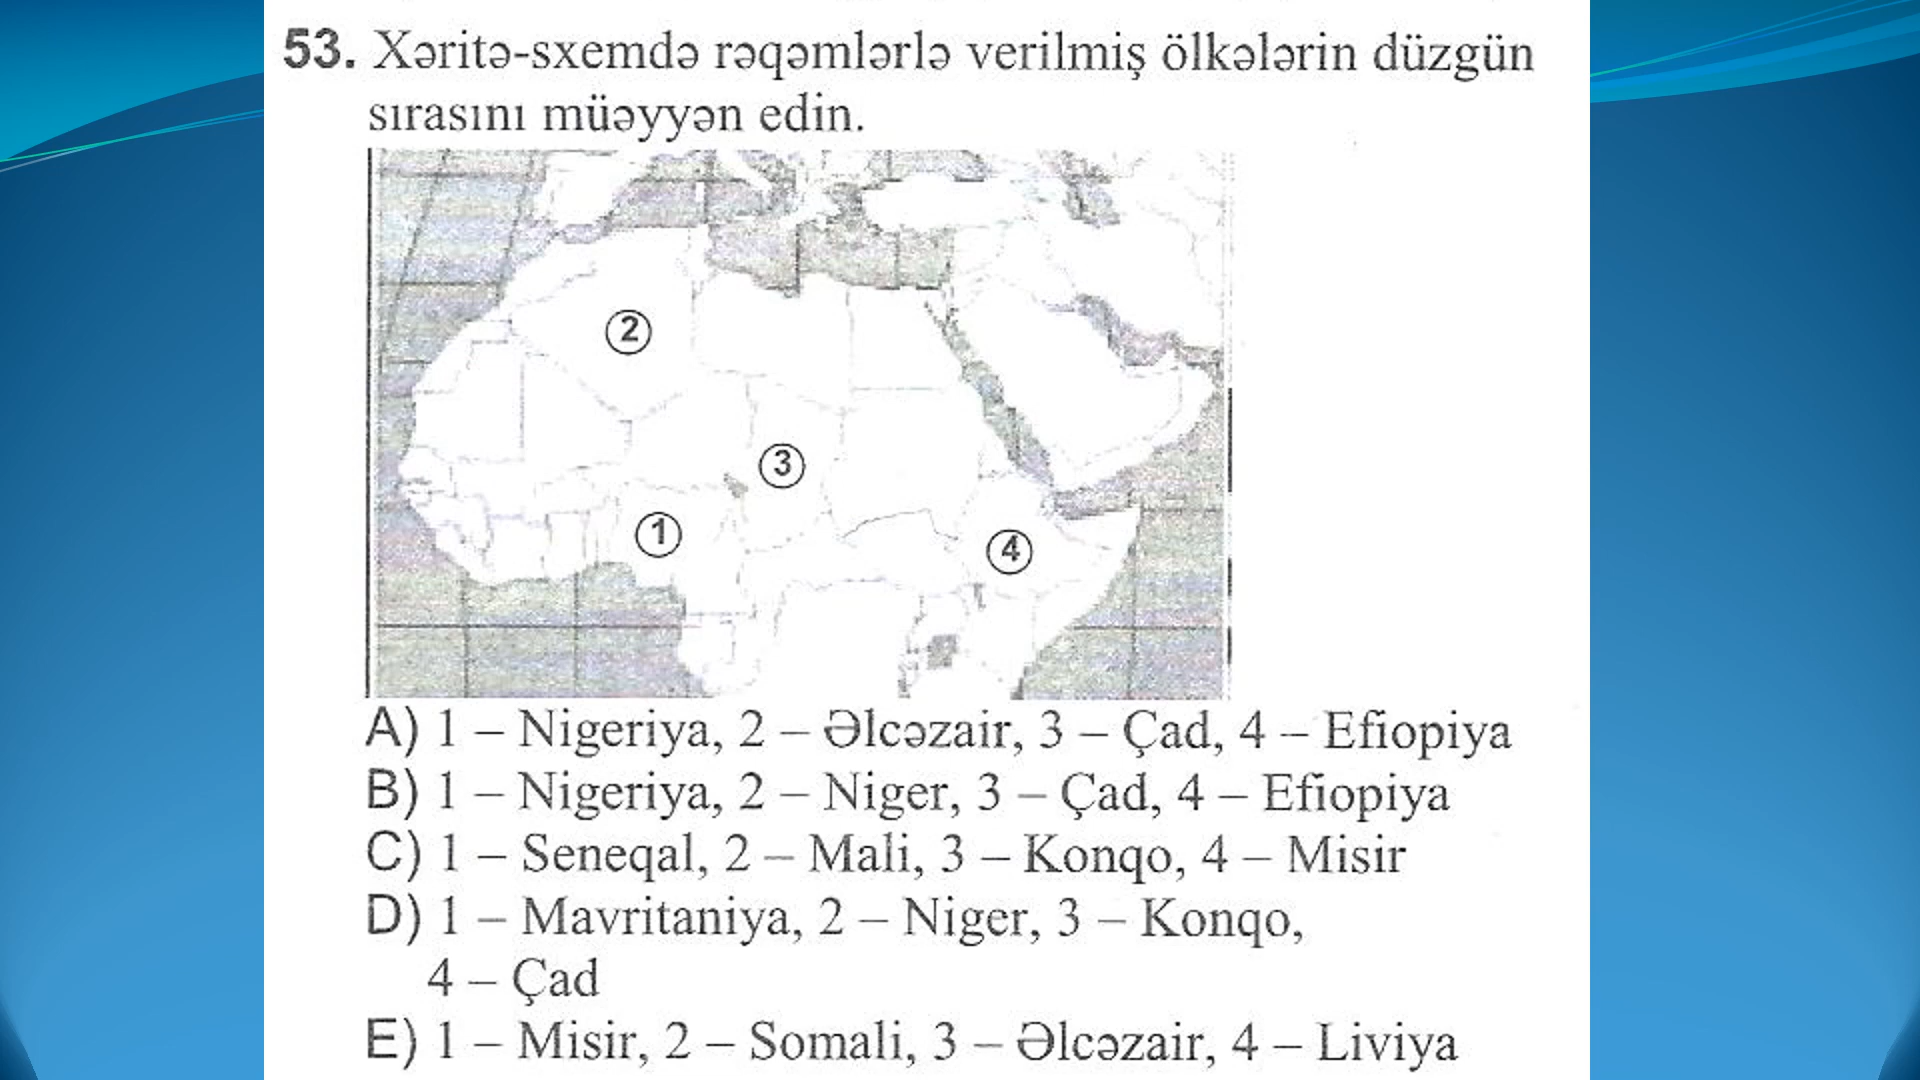 53. Xəritə-sxemdə rəqəmlərlə verilmiş ölkələrin düzgün
sırasını müəyyən edin.
2
3
1
4
A) 1 – Nigeriya, 2 – Əlcəzair, 3 – Çad, 4 – Efiopiya
B) 1 – Nigeriya, 2 – Niger, 3 – Çad, 4 – Efiopiya
C) 1 – Seneqal, 2 – Mali, 3 – Konqo, 4 – Misir
D) 1 – Mavritaniya, 2 – Niger, 3 – Konqo,
4 – Çad
E) 1 – Misir, 2 – Somali, 3 – Əlcəzair, 4 – Liviya